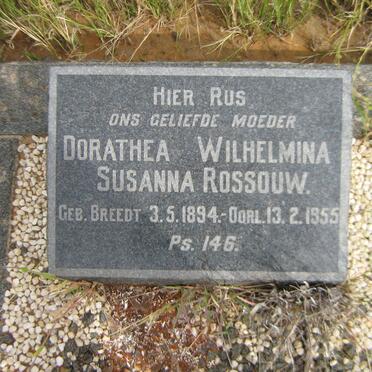 HIER RUS
ONS GELIEFDE MOEDER
DORATHEA WILHELMINA
SUSANNA ROSSOUW.
GEB. BREEDT 3.5.1894.-OORL.13.2.1955
PS. 146.